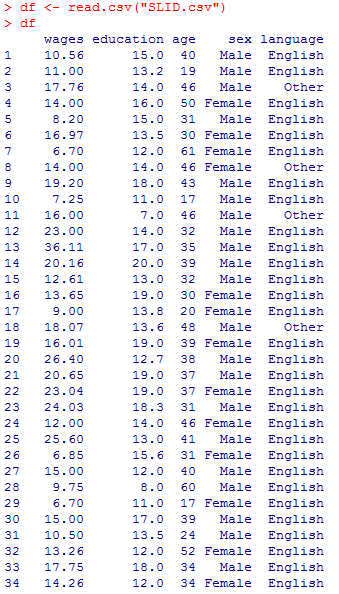 > df <- read.csv("SLID.csv")
> df
wages education age sex language
1 10.56 15.0 40 Male English
2 11.00 13.2 19 Male English
3 17.76 14.0 46 Male Other
4 14.00 16.0 50 Female English
5 8.20 15.0 31 Male English
6 16.97 13.5 30 Female English
7 6.70 12.0 61 Female English
8 14.00 14.0 46 Female Other
9 19.20 18.0 43 Male English
10 7.25 11.0 17 Male English
11 16.00 7.0 46 Male Other
12 23.00 14.0 32 Male English
13 36.11 17.0 35 Male English
14 20.16 20.0 39 Male English
15 12.61 13.0 32 Male English
16 13.65 19.0 30 Female English
17 9.00 13.8 20 Female English
18 18.07 13.6 48 Male Other
19 16.01 19.0 39 Female English
20 26.40 12.7 38 Male English
21 20.65 19.0 37 Male English
22 23.04 19.0 37 Female English
23 24.03 18.3 31 Male English
24 12.00 14.0 46 Female English
25 25.60 13.0 41 Male English
26 6.85 15.6 31 Female English
27 15.00 12.0 40 Male English
28 9.75 8.0 60 Male English
29 6.70 11.0 17 Female English
30 15.00 17.0 39 Male English
31 10.50 13.5 24 Male English
32 13.26 12.0 52 Female English
33 17.75 18.0 34 Male English
34 14.26 12.0 34 Female English